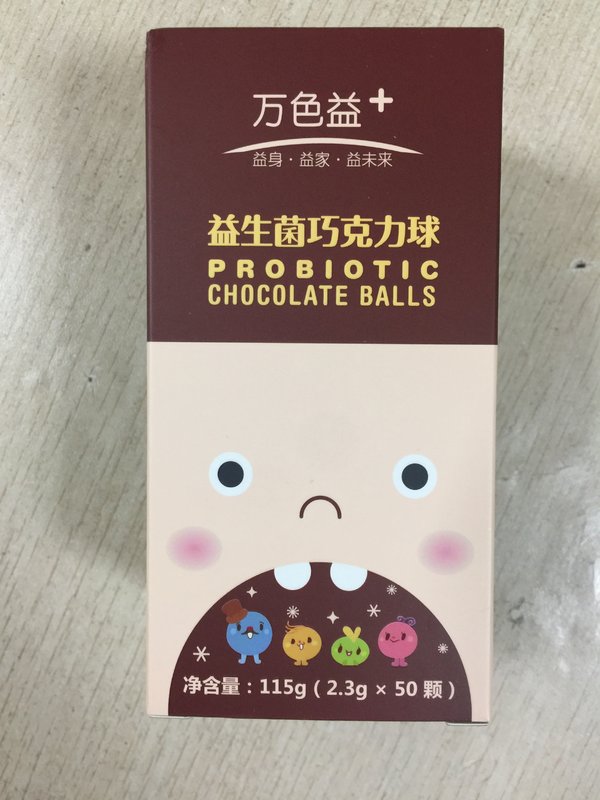 万色益+
益身·益家·益未来
益生菌巧克力球
PROBIOTIC
CHOCOLATE BALLS
净含量：115g（2.3g × 50 颗）